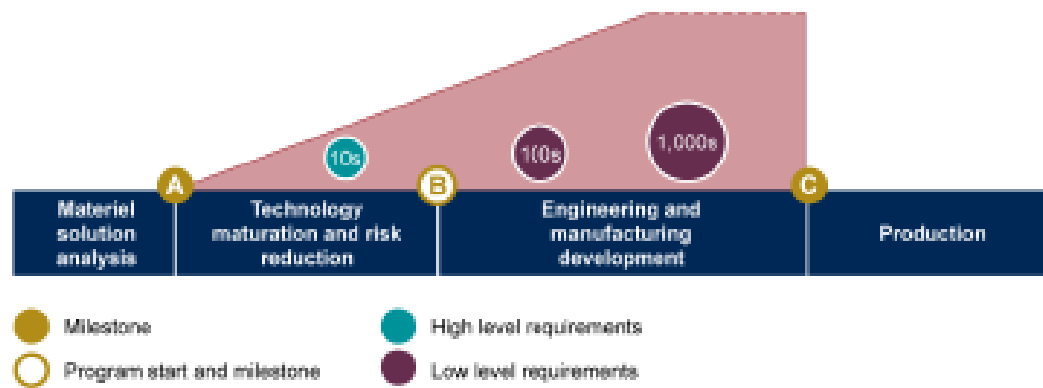 10s
100s
1,000s
A
B
C
Materiel
solution
analysis
Technology
maturation and risk
reduction
Engineering and
manufacturing
development
Production
Milestone
High level requirements
Program start and milestone
Low level requirements